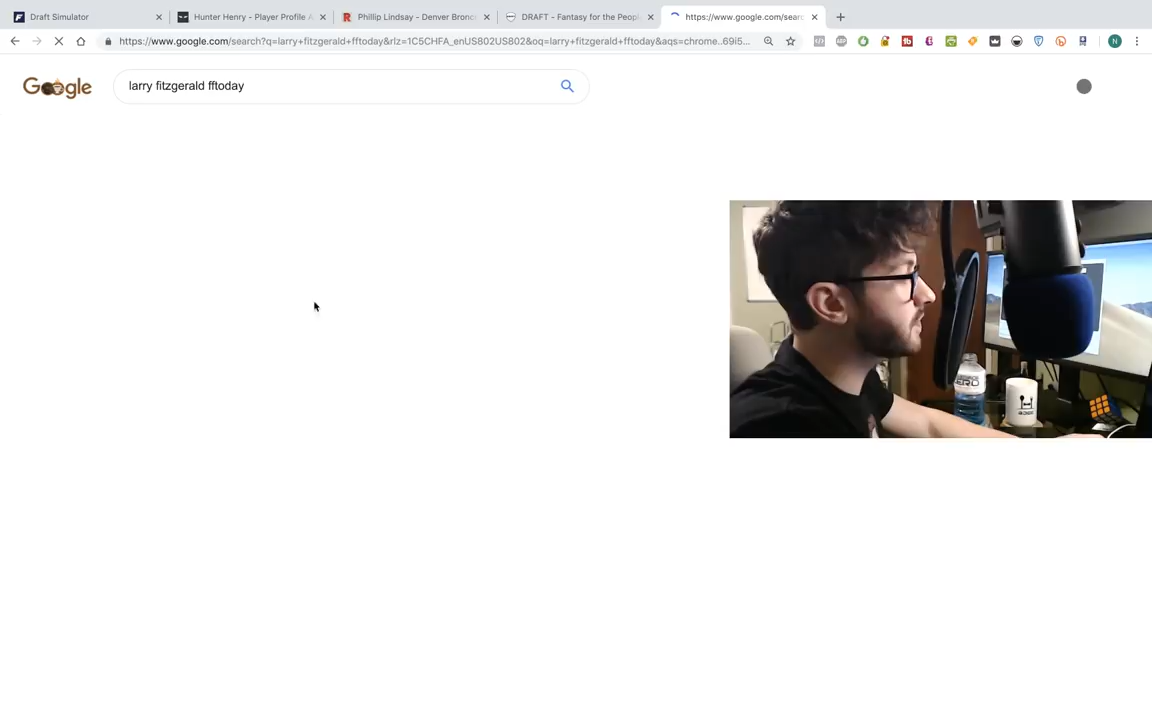 Draft Simulator
Hunter Henry - Player Profile A
Phillip Lindsay - Denver Bronc
DRAFT - Fantasy for the Peopl
https://www.google.com/searc
https://www.google.com/search?q=larry+fitzgerald+fftoday&rlz=1C5CHFA_enUS802US802&oq=larry+fitzgerald+fftoday&aqs=chrome..69i5...
N
Google
larry fitzgerald fftoday